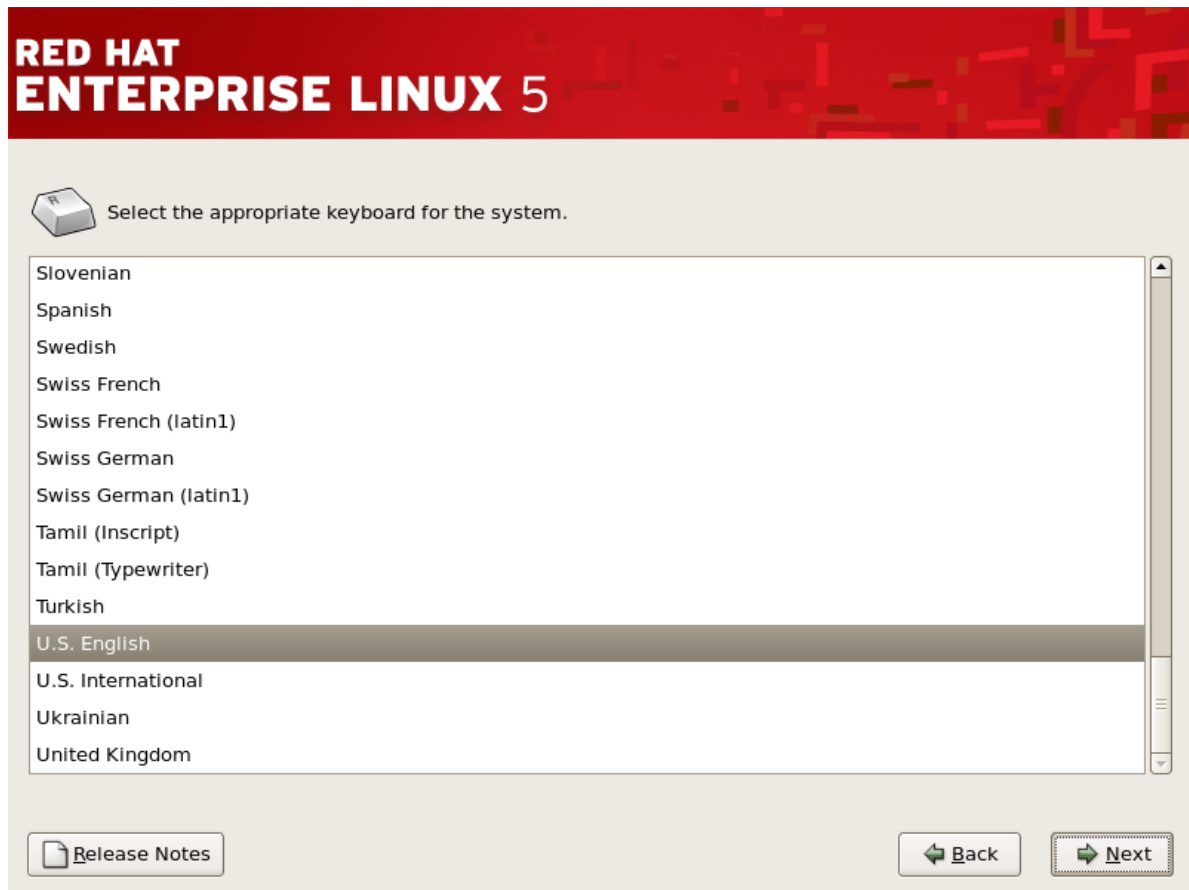 RED HAT
ENTERPRISE LINUX 5
R
Select the appropriate keyboard for the system.
Slovenian
Spanish
Swedish
Swiss French
Swiss French (latin1)
Swiss German
Swiss German (latin1)
Tamil (Inscript)
Tamil (Typewriter)
Turkish
U.S. English
U.S. International
Ukrainian
United Kingdom
Release Notes
Back
Next